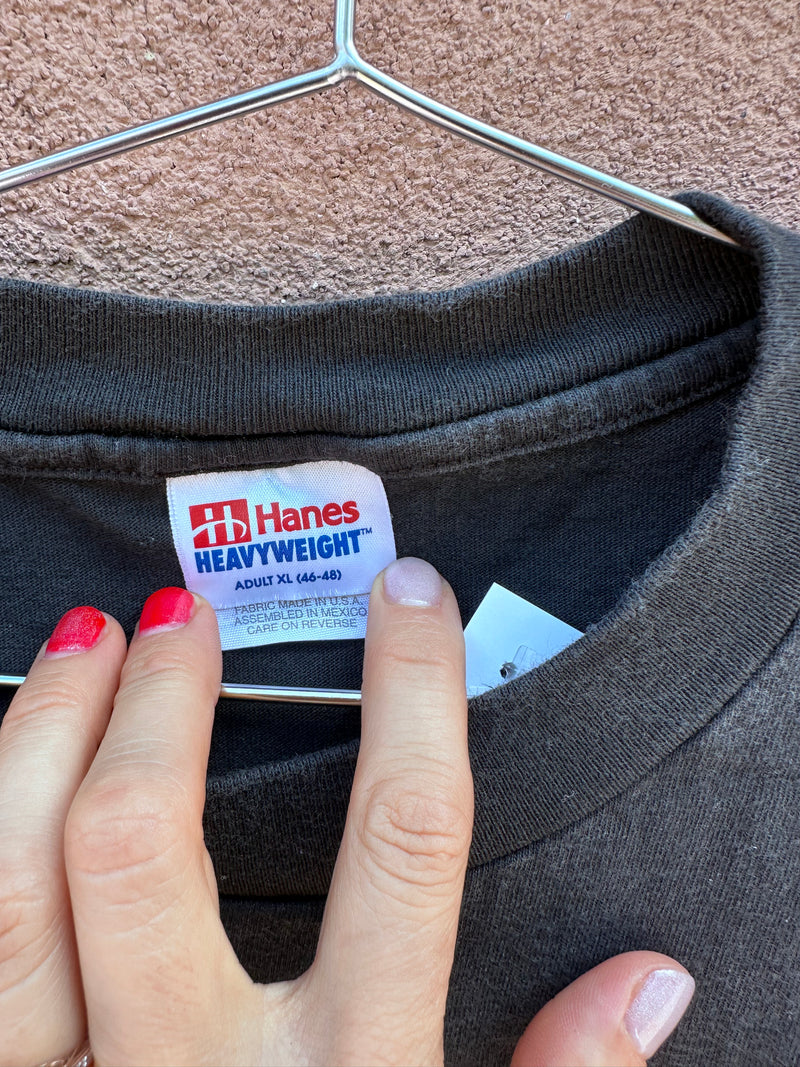 Hanes
HEAVYWEIGHT™
ADULT XL (46-48)
FABRIC MADE IN U.S.A.
ASSEMBLED IN MEXICO
CARE ON REVERSE